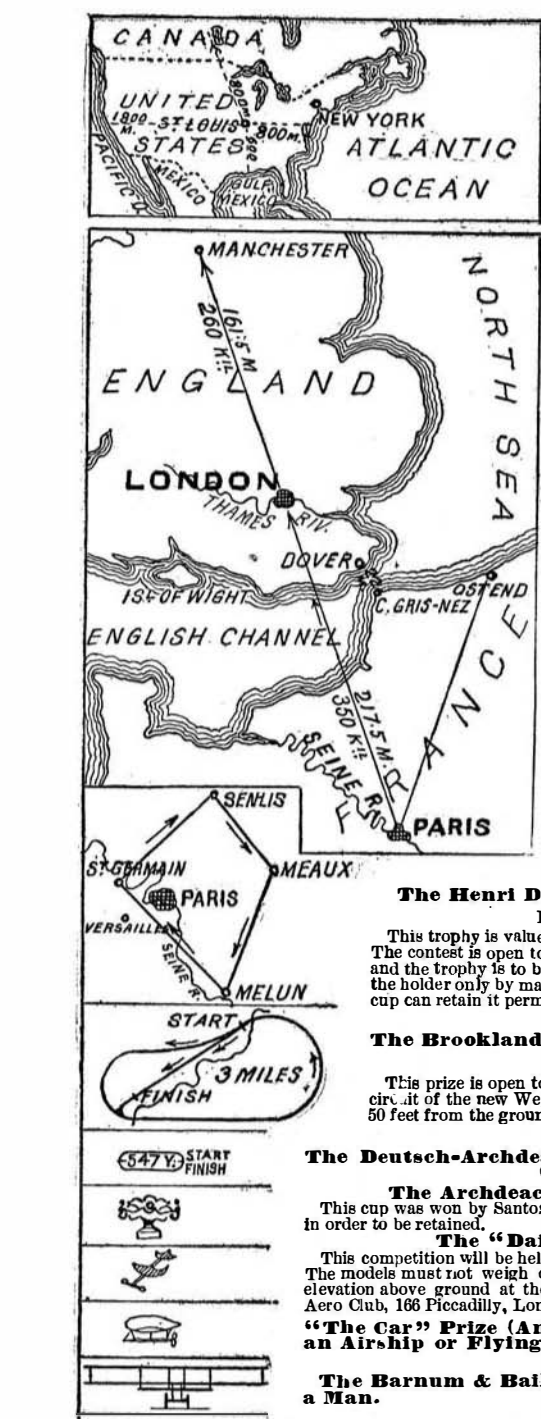 CANADA
UNITED
800 M.
1800 M.
ST LOUIS
800 M.
STATES
NEW YORK
ATLANTIC
OCEAN
PACIFIC O.
MEXICO
GULF
MEXICO
MANCHESTER
161.5 M
260 KIL
NORTH SEA
ENGLAND
LONDON
THAMES RIV.
DOVER
OSTEND
ISL OF WIGHT
C. GRIS-NEZ
ENGLISH CHANNEL
217.5 M.
350 KIL
FRANCE
SEINE R.
PARIS
SENLIS
ST GERMAIN
MEAUX
PARIS
VERSAILLES
SEINE R.
MELUN
The Henri D
This trophy is value
The contest is open to
and the trophy is to b
the holder only by ma
cup can retain it perm
START
3 MILES
FINISH
The Brookland
This prize is open to
circuit of the new We
50 feet from the groun
547 Y.
START
FINISH
The Deutsch-Archde
The Archdeac
This cup was won by Santos
in order to be retained.
The "Dai
This competition will be hel
The models must not weigh
elevation above ground at the
Aero Club, 166 Piccadilly, Lon
"The Car" Prize (An
an Airship or Flying
The Barnum & Bail
a Man.